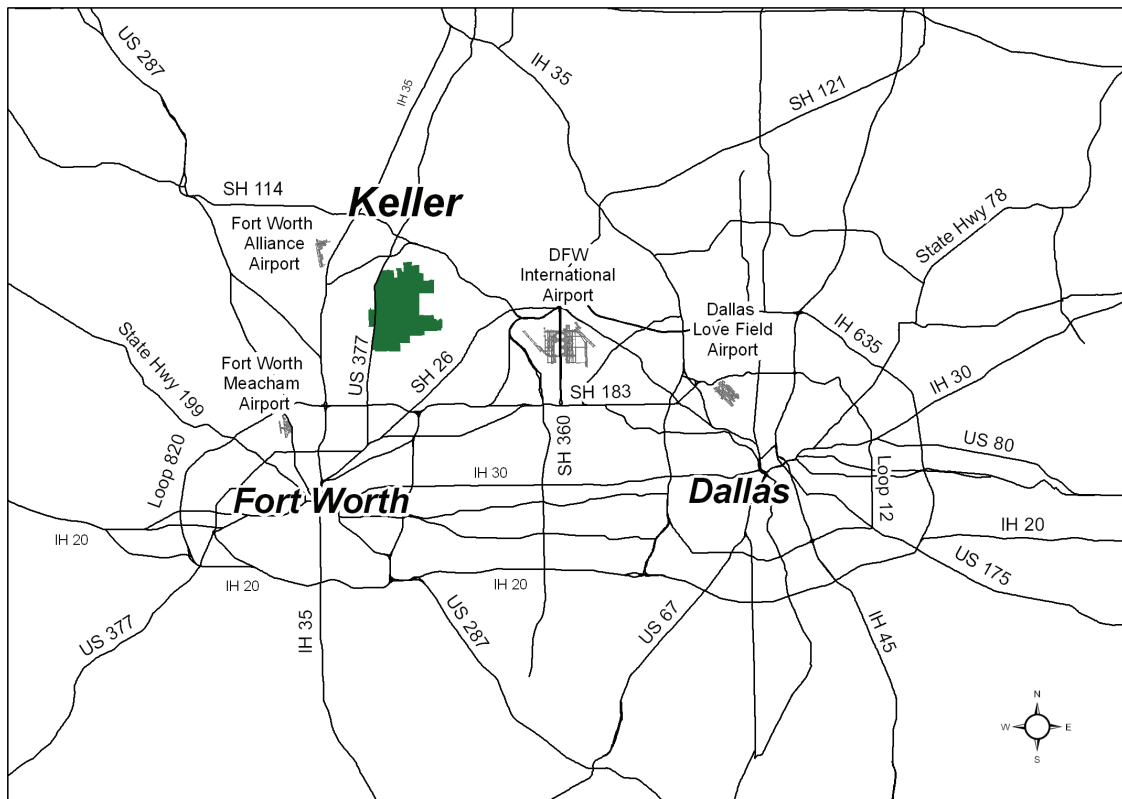 US 287
IH 35
IH 35
SH 121
SH 114
Keller
State Hwy 78
Fort Worth
Alliance
Airport
DFW
International
Airport
Dallas
Love Field
Airport
IH 635
State Hwy 199
US 377
SH 26
Fort Worth
Meacham
Airport
IH 30
SH 183
SH 360
US 80
Loop 820
IH 30
Loop 12
Fort Worth
Dallas
IH 20
IH 20
IH 20
IH 20
US 175
US 377
IH 35
US 287
US 67
IH 45
N
W
E
S